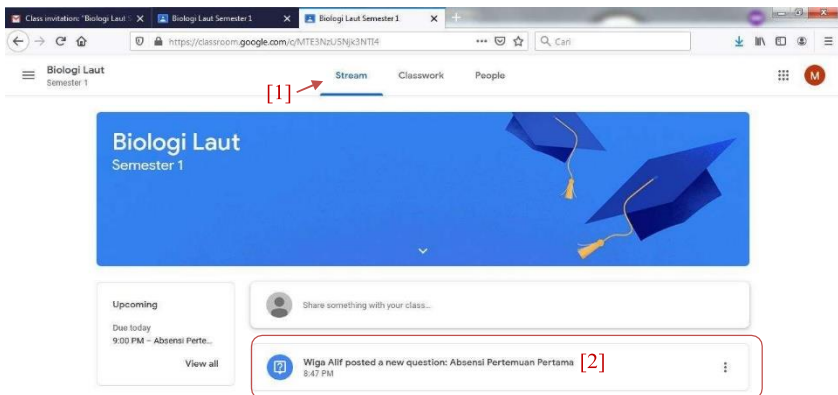 Class invitation: "Biologi Laut S
Biologi Laut Semester 1
Biologi Laut Semester 1
https://classroom.google.com/c/MTE3NzU5Njk3NTI4
Cari
Biologi Laut
Semester 1
Stream
Classwork
People
M
[1]
Biologi Laut
Semester 1
Upcoming
Due today
9:00 PM – Absensi Perte...
View all
Share something with your class...
Wiga Alif posted a new question: Absensi Pertemuan Pertama
8:47 PM
[2]